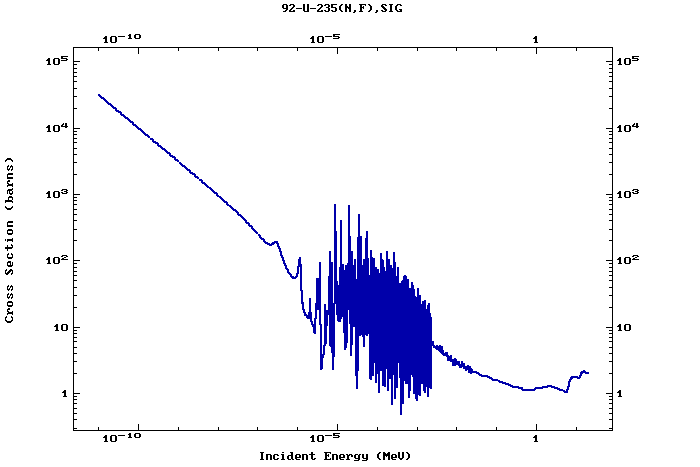 92-U-235(N,F),SIG
10⁻¹⁰ 10⁻⁵ 1
10⁵ 10⁵
10⁴ 10⁴
10³ 10³
10² 10²
10 10
1 1
Cross Section (barns)
10⁻¹⁰ 10⁻⁵ 1
Incident Energy (MeV)